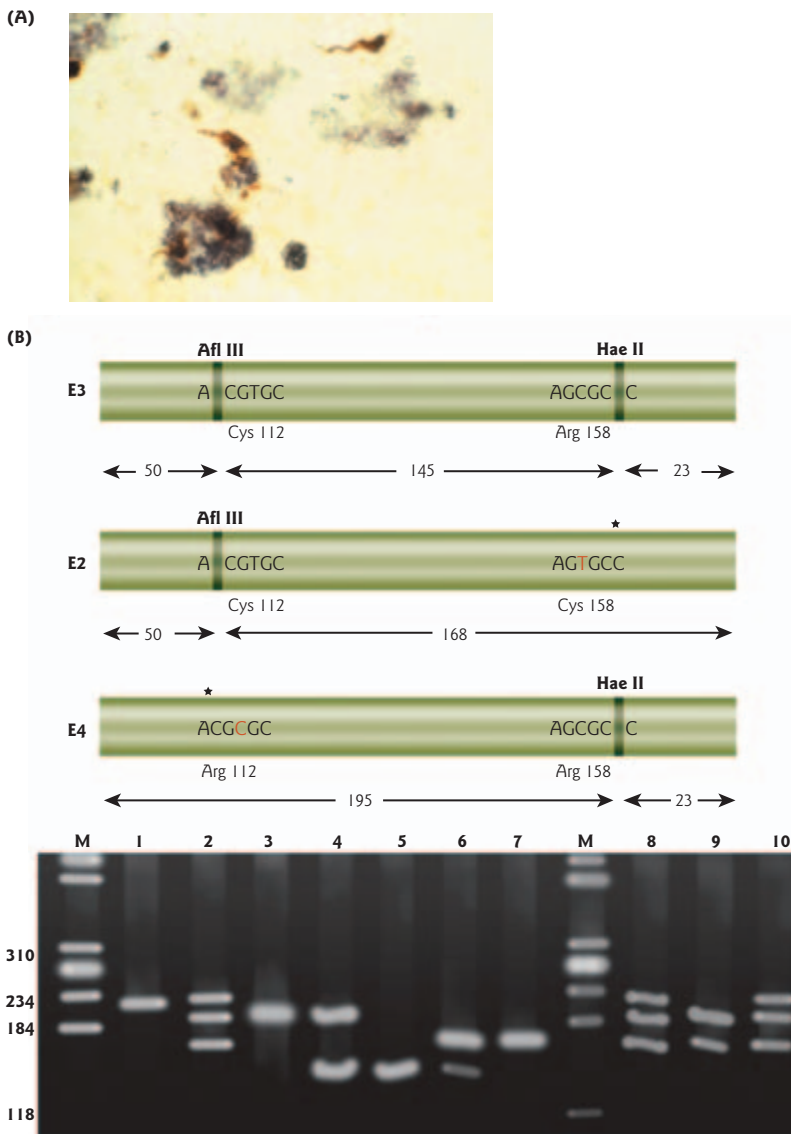 (A)
(B)
Afl III Hae II
E3 A CGTGC AGCGC C
Cys 112 Arg 158
50 145 23
Afl III ★
E2 A CGTGC AGTGCC
Cys 112 Cys 158
50 168
★ Hae II
E4 ACGCGC AGCGC C
Arg 112 Arg 158
195 23
M 1 2 3 4 5 6 7 M 8 9 10
310
234
184
118